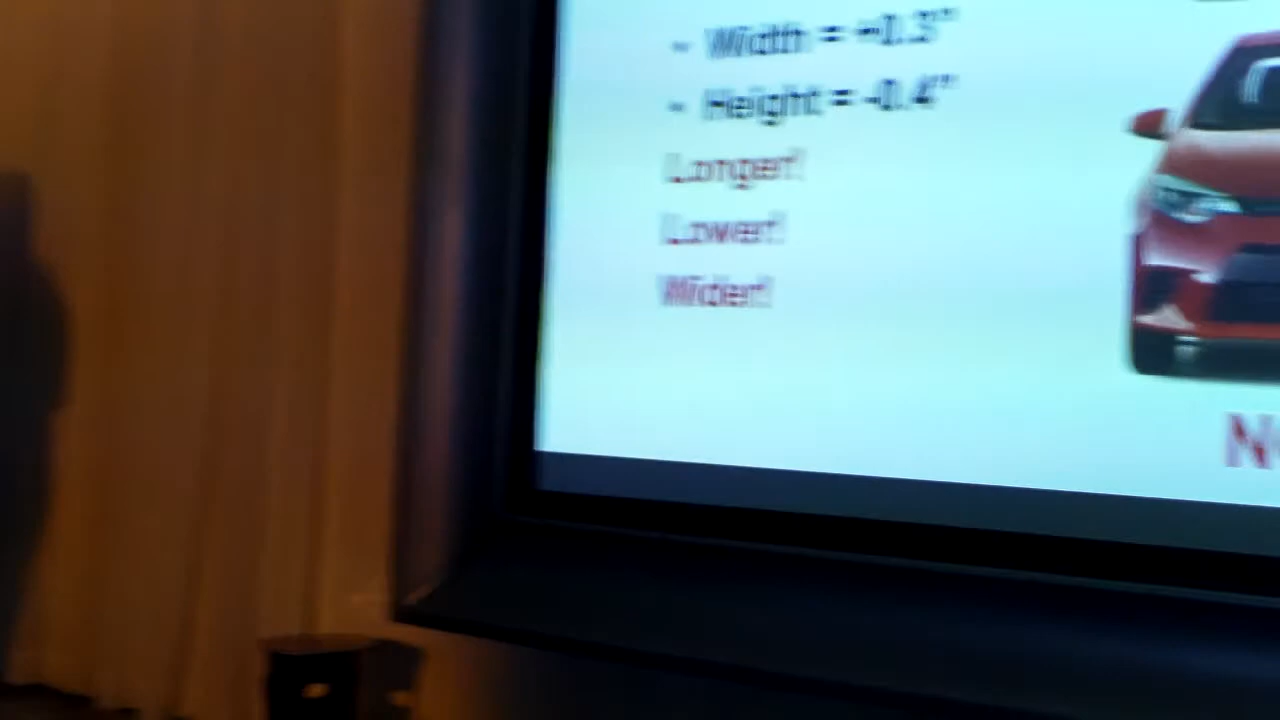 - Width = +0.3"
- Height = -0.4"
Longer!
Lower!
Wider!